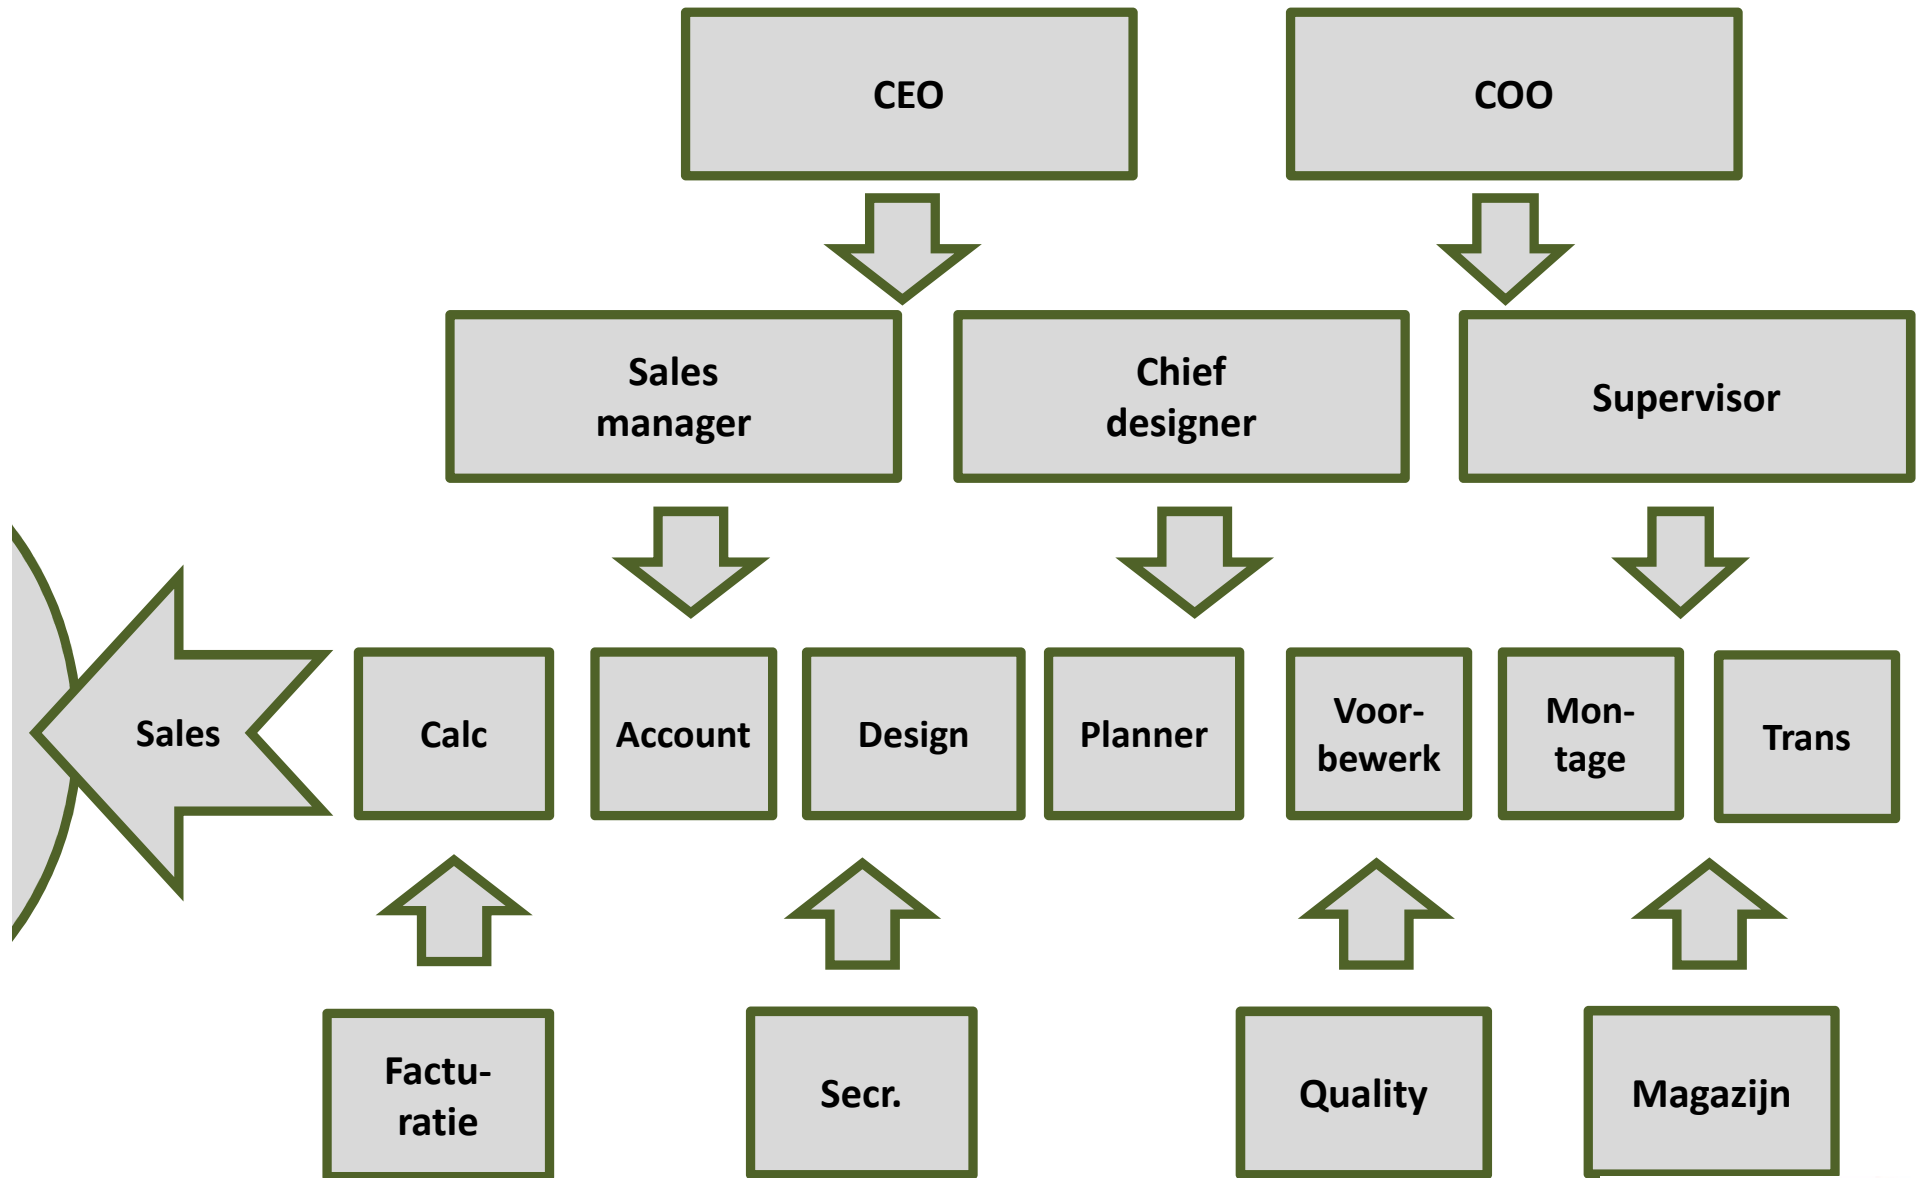 CEO
COO
Sales
manager
Chief
designer
Supervisor
Sales
Calc
Account
Design
Planner
Voor-
bewerk
Mon-
tage
Trans
Factu-
ratie
Secr.
Quality
Magazijn